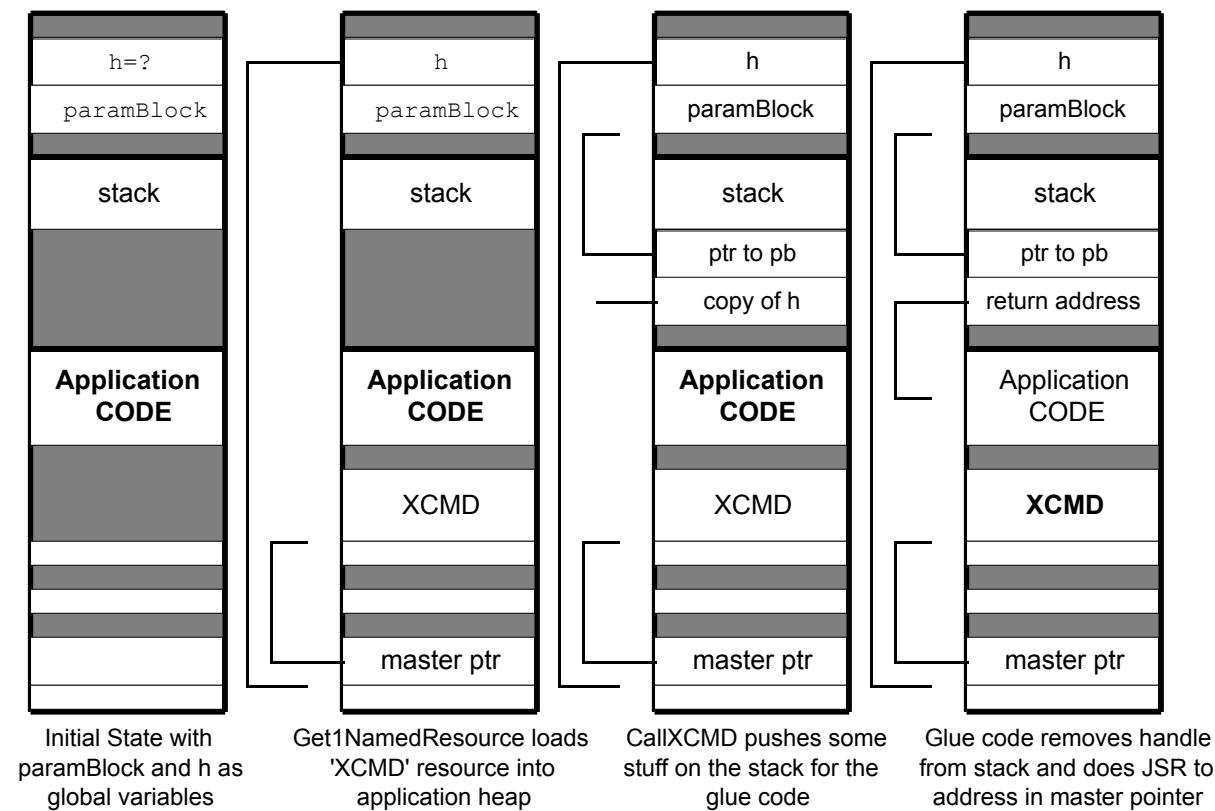 h=?
paramBlock
stack
Application
CODE
Initial State with
paramBlock and h as
global variables
h
paramBlock
stack
Application
CODE
XCMD
master ptr
Get1NamedResource loads
'XCMD' resource into
application heap
h
paramBlock
stack
ptr to pb
copy of h
Application
CODE
XCMD
master ptr
CallXCMD pushes some
stuff on the stack for the
glue code
h
paramBlock
stack
ptr to pb
return address
Application
CODE
XCMD
master ptr
Glue code removes handle
from stack and does JSR to
address in master pointer